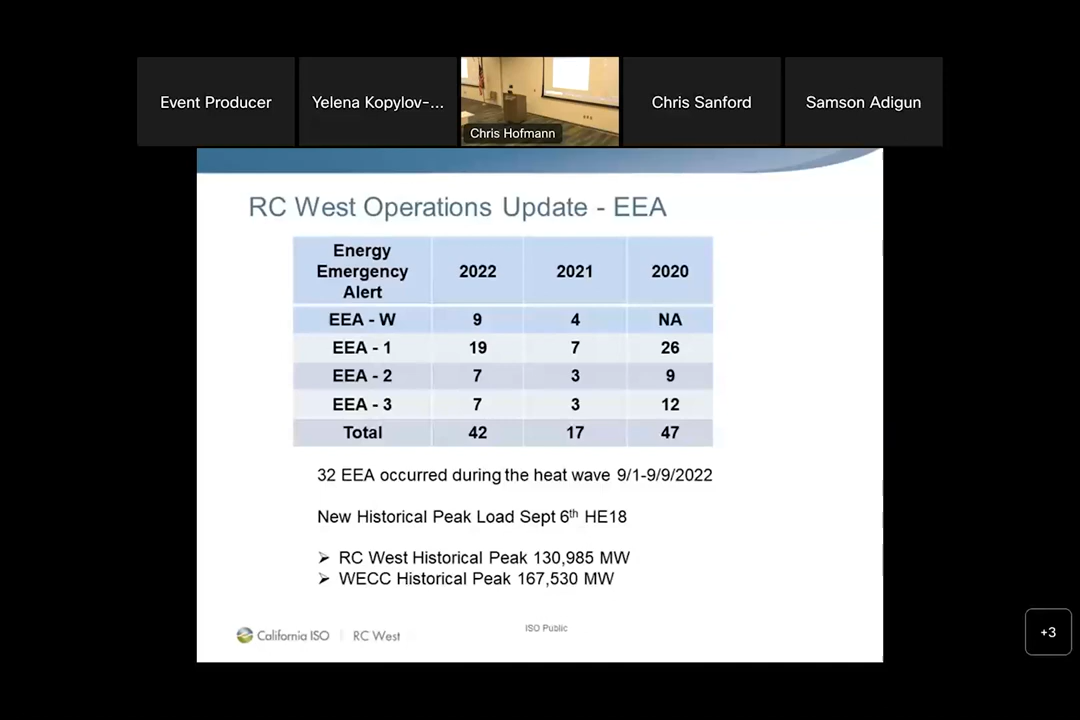 Event Producer
Yelena Kopylov-...
Chris Hofmann
Chris Sanford
Samson Adigun
RC West Operations Update - EEA
Energy Emergency Alert 2022 2021 2020
EEA - W 9 4 NA
EEA - 1 19 7 26
EEA - 2 7 3 9
EEA - 3 7 3 12
Total 42 17 47
32 EEA occurred during the heat wave 9/1-9/9/2022
New Historical Peak Load Sept 6th HE18
➢ RC West Historical Peak 130,985 MW
➢ WECC Historical Peak 167,530 MW
California ISO | RC West
ISO Public
+3